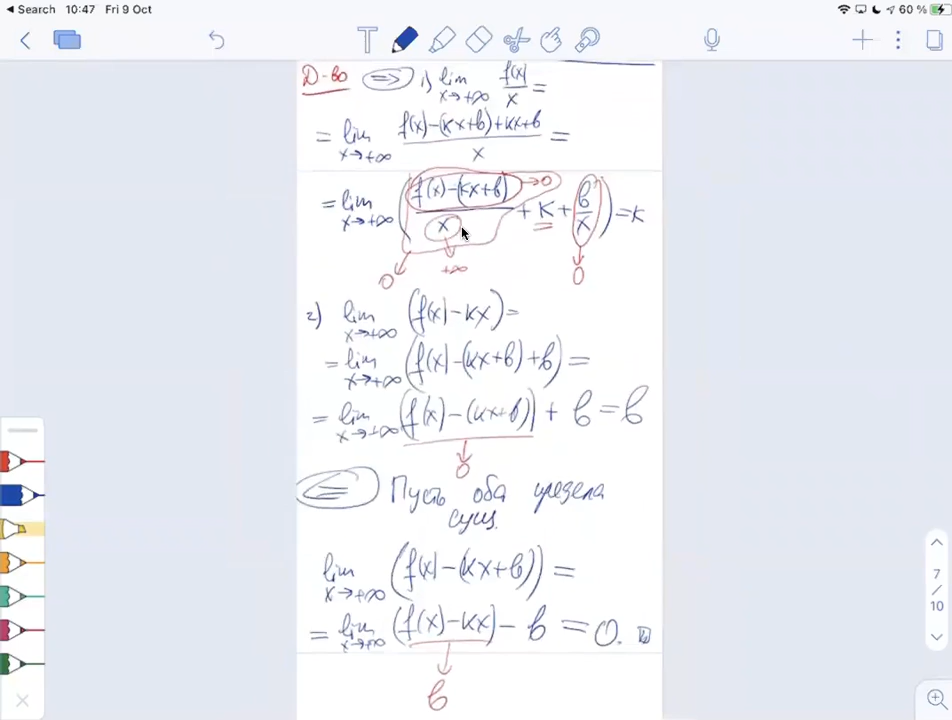 Search 10:47 Fri 9 Oct 60 %
Д-во ⟹ 1) lim x→+∞ f(x)/x =
= lim x→+∞ (f(x)-(kx+b)+kx+b)/x =
= lim x→+∞ ((f(x)-(kx+b))/x + k + b/x) = k
→0
0 +∞ 0
2) lim x→+∞ (f(x)-kx) =
= lim x→+∞ (f(x)-(kx+b)+b) =
= lim x→+∞ (f(x)-(kx+b)) + b = b
0
⟸ Пусть оба предела
сущ.
lim x→+∞ (f(x)-(kx+b)) =
= lim x→+∞ (f(x)-kx) - b = 0.
b
7
/
10